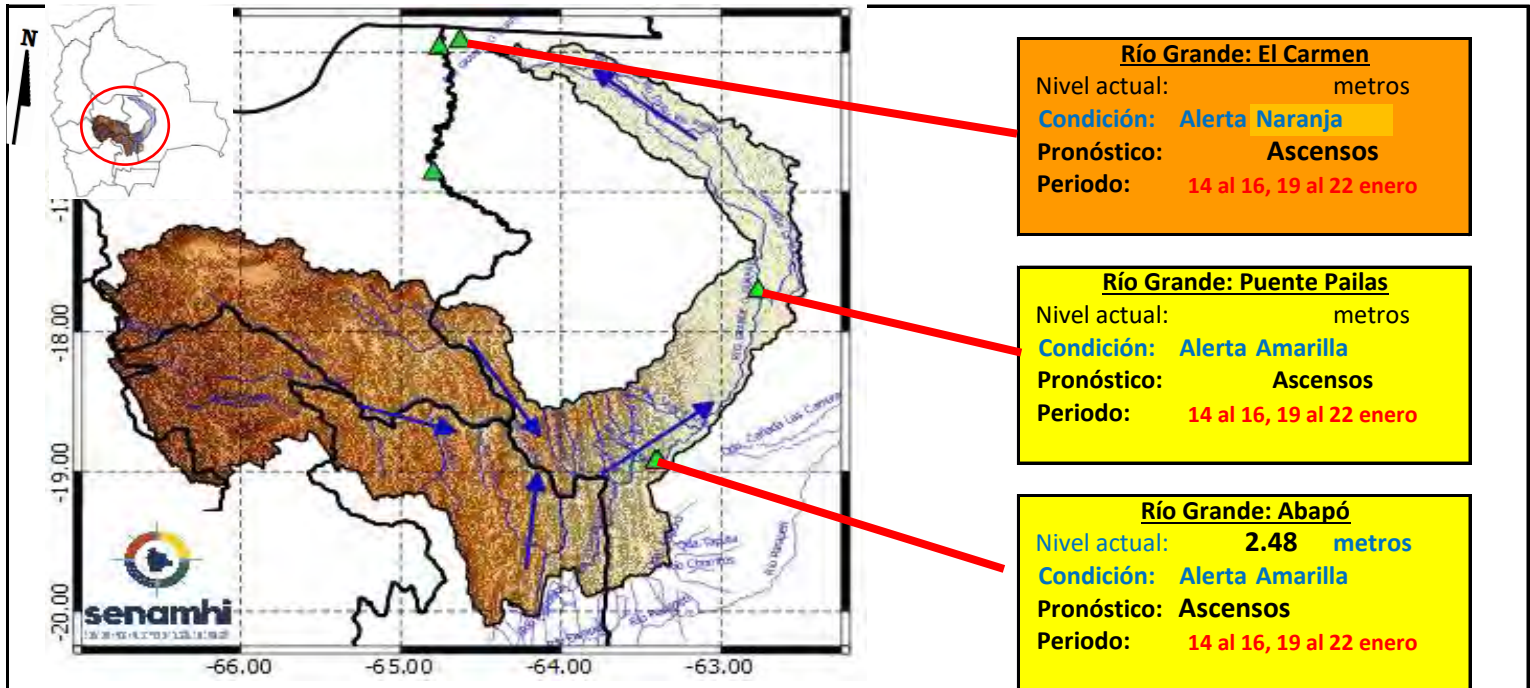 N
-18.00
-19.00
-20.00
-66.00
-65.00
-64.00
-63.00
senamhi
Río Grande: El Carmen
Nivel actual: metros
Condición: Alerta Naranja
Pronóstico: Ascensos
Periodo: 14 al 16, 19 al 22 enero
Río Grande: Puente Pailas
Nivel actual: metros
Condición: Alerta Amarilla
Pronóstico: Ascensos
Periodo: 14 al 16, 19 al 22 enero
Río Grande: Abapó
Nivel actual: 2.48 metros
Condición: Alerta Amarilla
Pronóstico: Ascensos
Periodo: 14 al 16, 19 al 22 enero